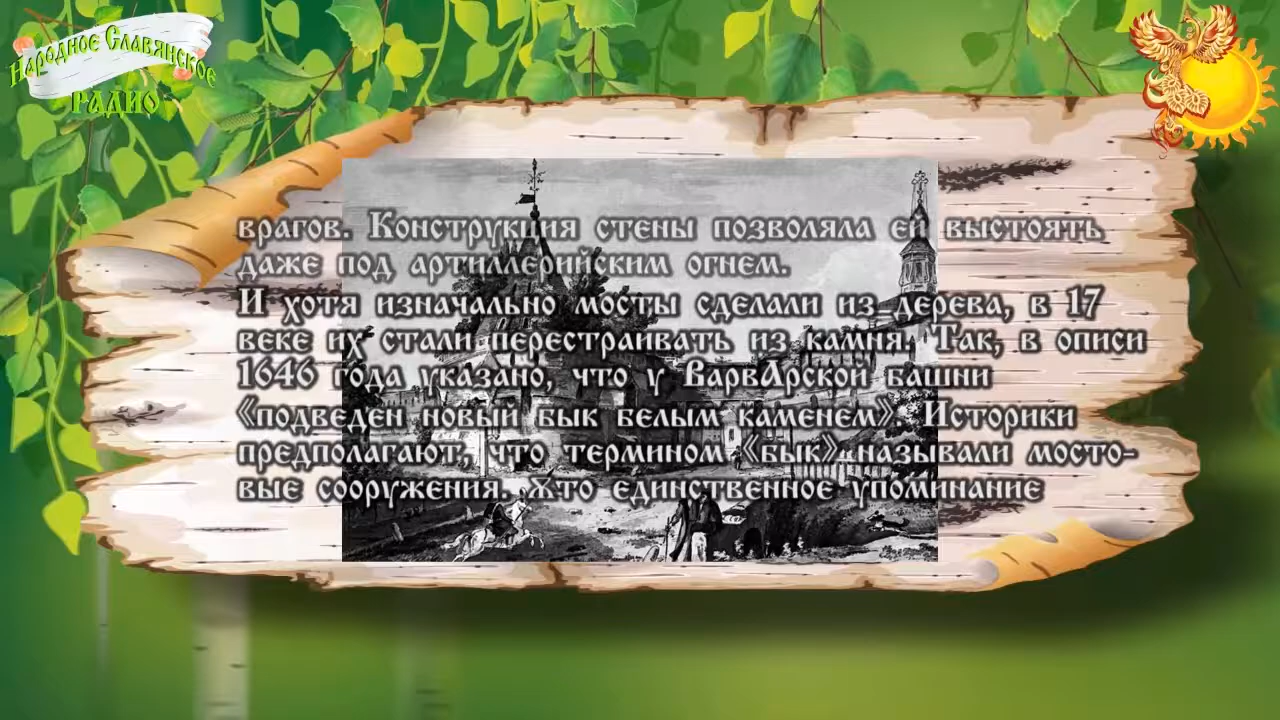 Народное Славянское
РАДИО
врагов. Конструкция стены позволяла ей выстоять
даже под артиллерийским огнем.
И хотя изначально мосты сделали из дерева, в 17
веке их стали перестраивать из камня. Так, в описи
1646 года указано, что у ВарвАрской башни
《подведен новый бык белым каменем》. Историки
предполагают, что термином 《бык》 называли мосто-
вые сооружения. Это единственное упоминание